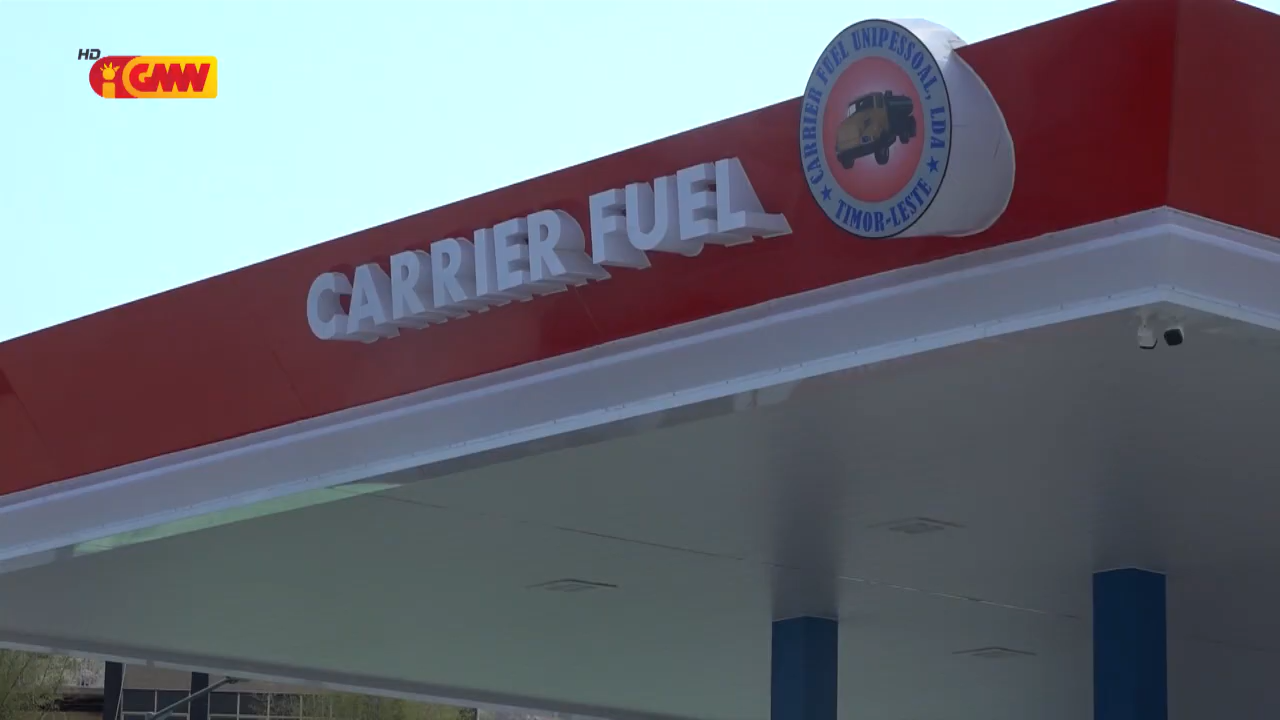 HD
GMN
CARRIER FUEL
CARRIER FUEL UNIPESSOAL, LDA
★ TIMOR-LESTE ★